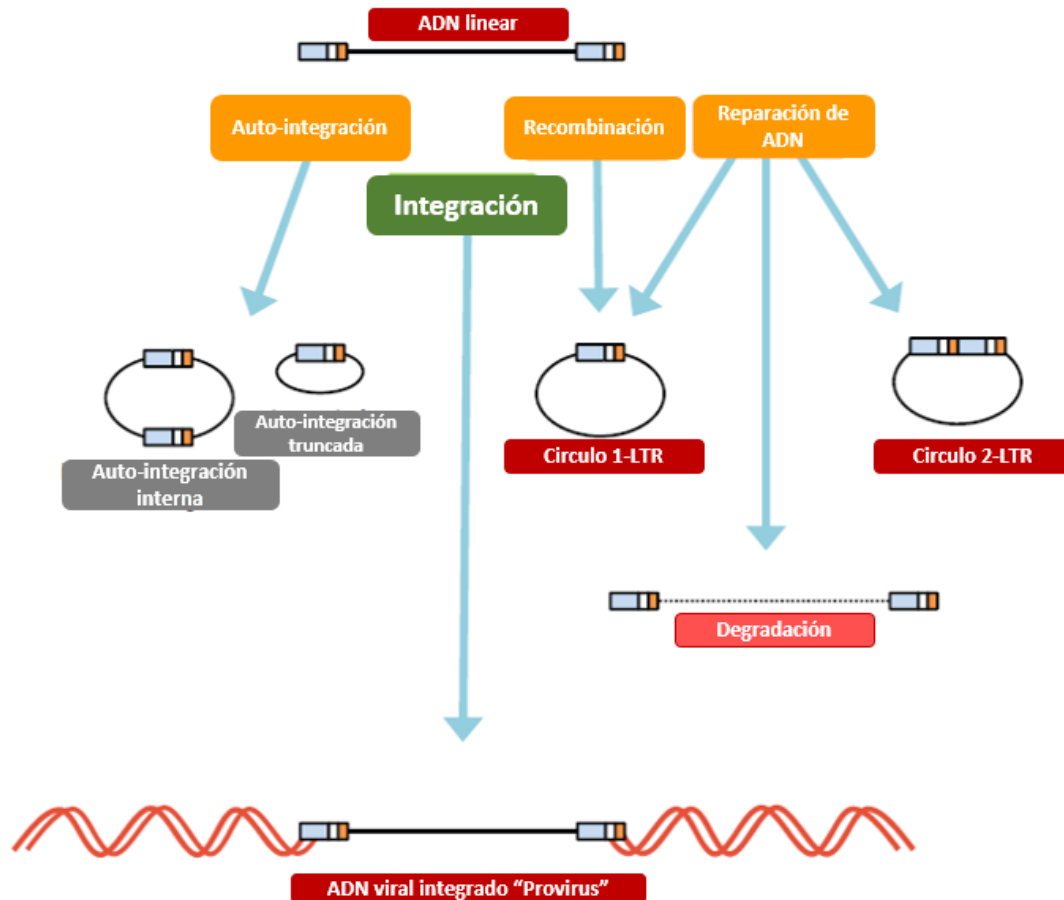 ADN linear
Auto-integración
Recombinación
Reparación de
ADN
Integración
Auto-integración
truncada
Auto-integración
interna
Circulo 1-LTR
Circulo 2-LTR
Degradación
ADN viral integrado “Provirus”